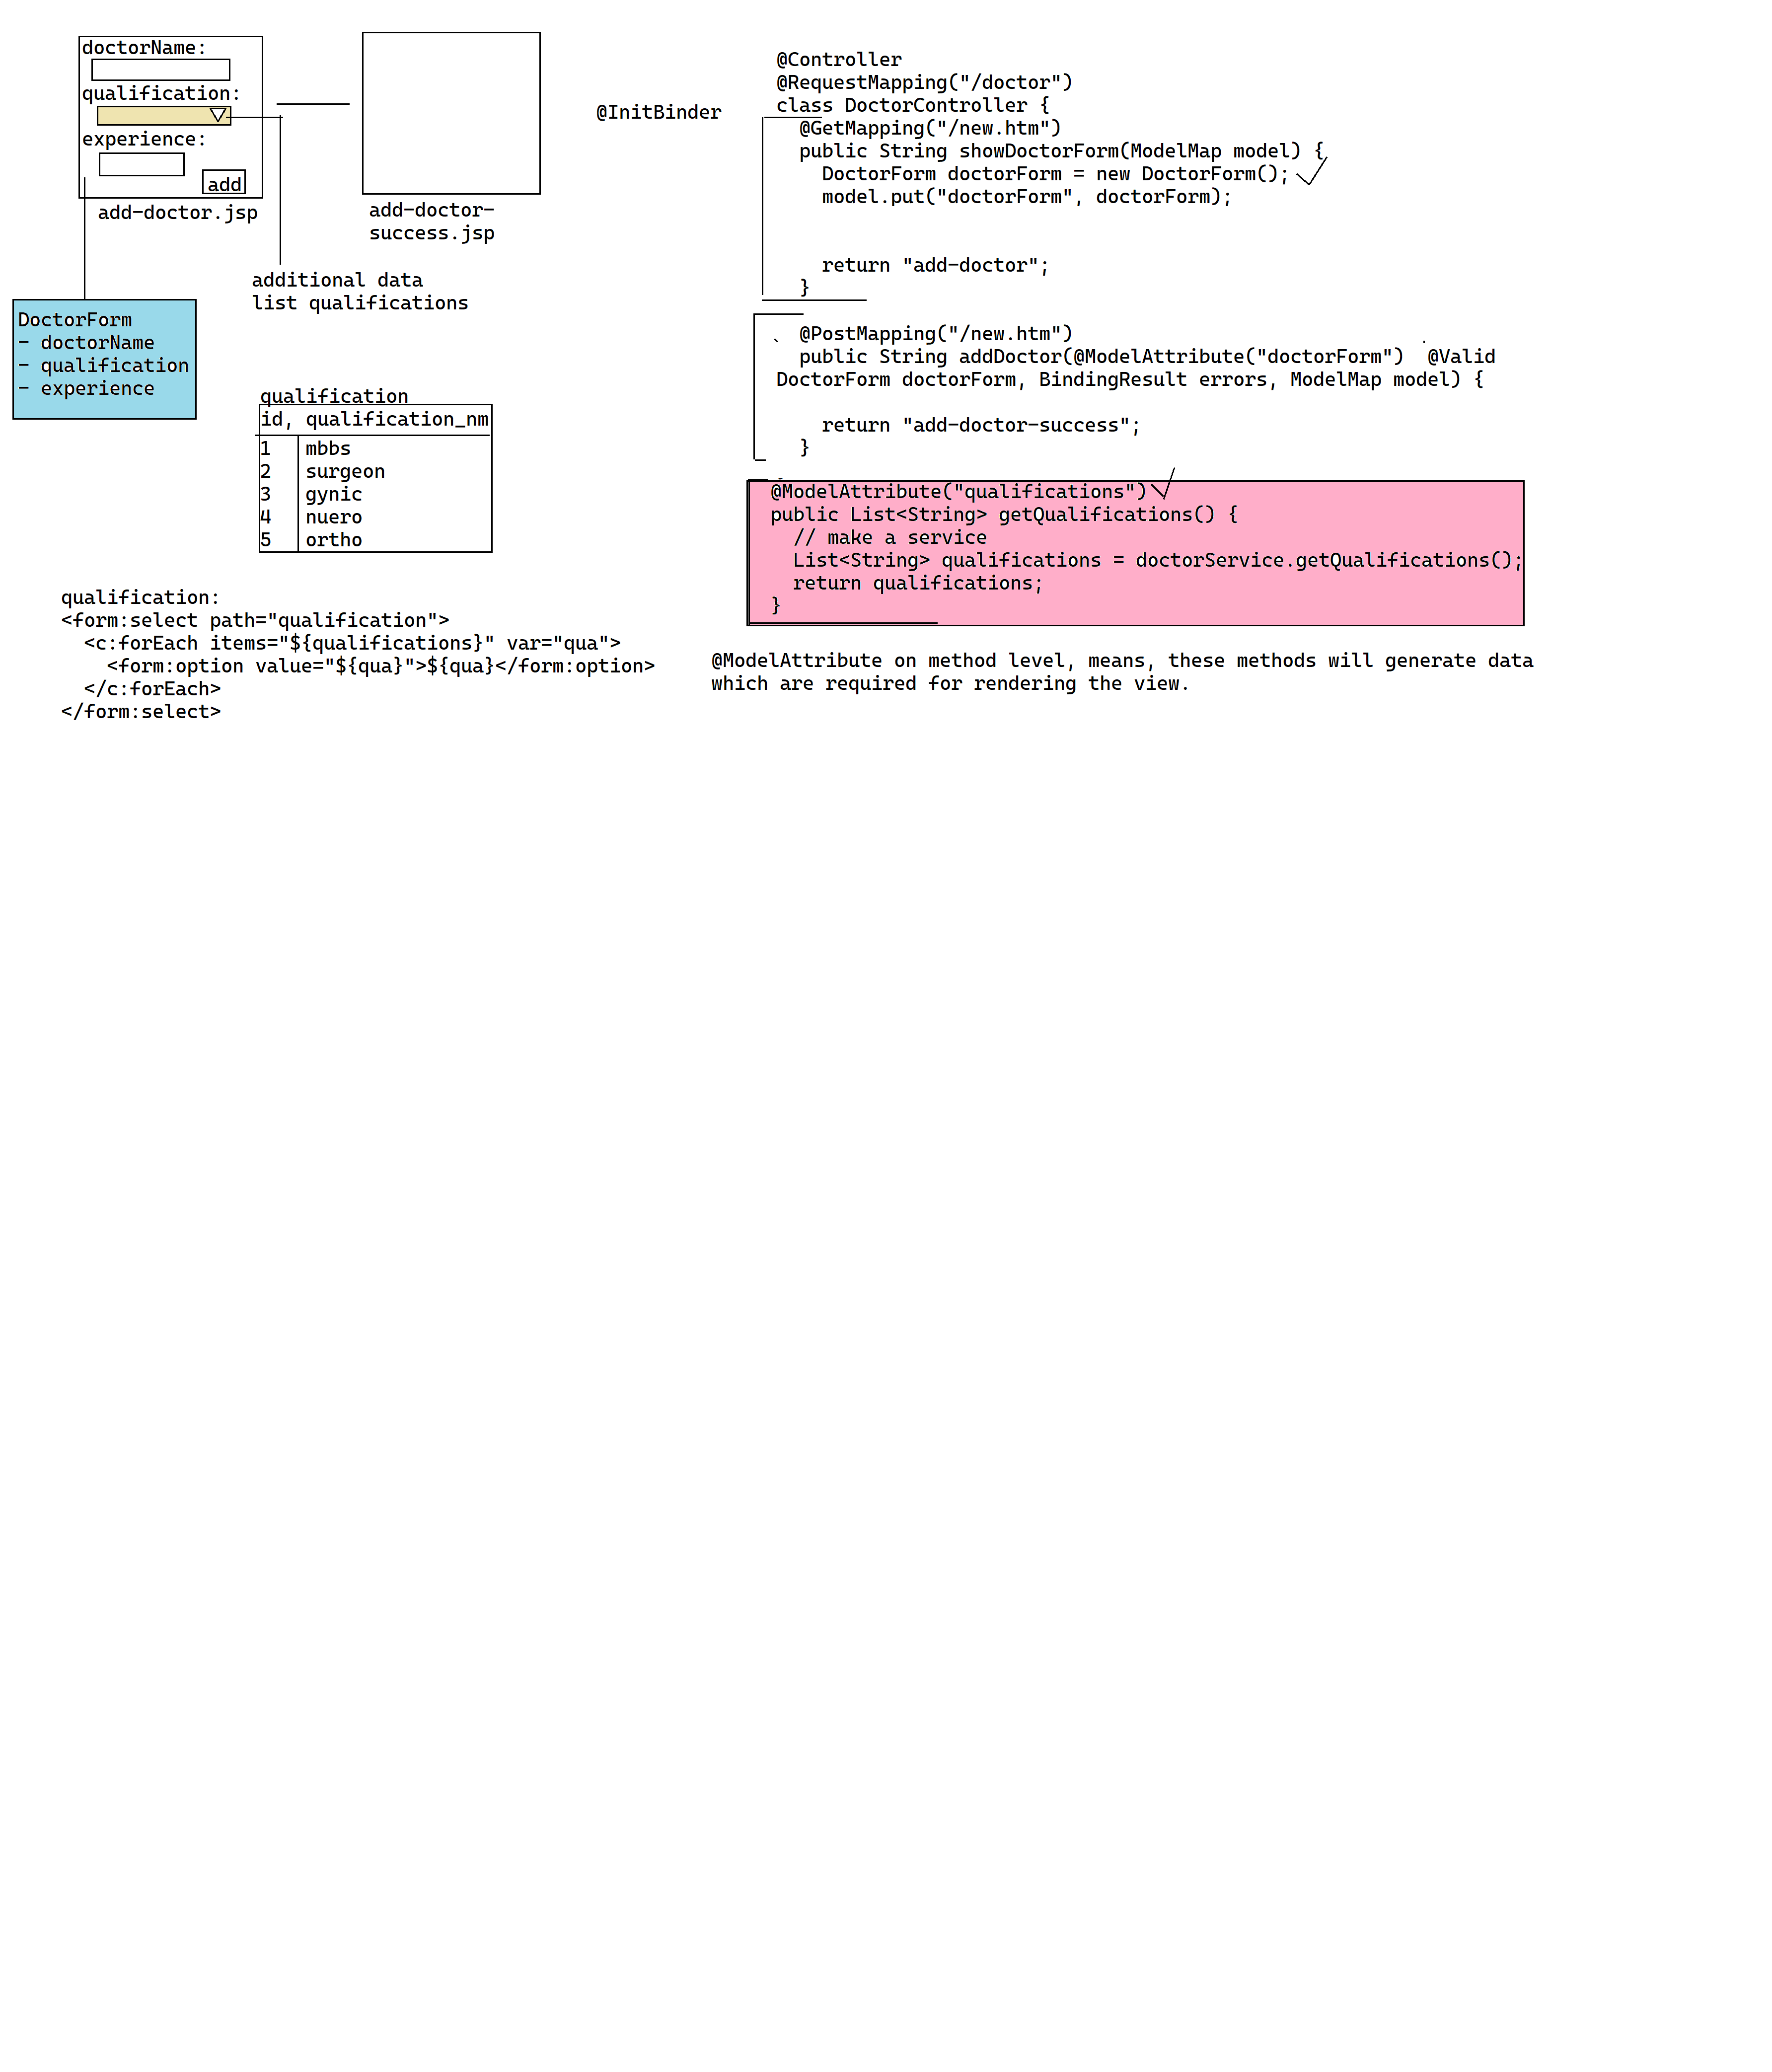 doctorName:
qualification:
experience:
add
add-doctor.jsp
add-doctor-
success.jsp
additional data
list qualifications
DoctorForm
- doctorName
- qualification
- experience
qualification
id, qualification_nm
1 mbbs
2 surgeon
3 gynic
4 nuero
5 ortho
qualification:
<form:select path="qualification">
  <c:forEach items="${qualifications}" var="qua">
    <form:option value="${qua}">${qua}</form:option>
  </c:forEach>
</form:select>
@InitBinder
@Controller
@RequestMapping("/doctor")
class DoctorController {
  @GetMapping("/new.htm")
  public String showDoctorForm(ModelMap model) {
    DoctorForm doctorForm = new DoctorForm();
    model.put("doctorForm", doctorForm);
    return "add-doctor";
  }
  @PostMapping("/new.htm")
  public String addDoctor(@ModelAttribute("doctorForm")  @Valid
DoctorForm doctorForm, BindingResult errors, ModelMap model) {
    return "add-doctor-success";
  }
@ModelAttribute("qualifications")
public List<String> getQualifications() {
  // make a service
  List<String> qualifications = doctorService.getQualifications();
  return qualifications;
}
@ModelAttribute on method level, means, these methods will generate data
which are required for rendering the view.